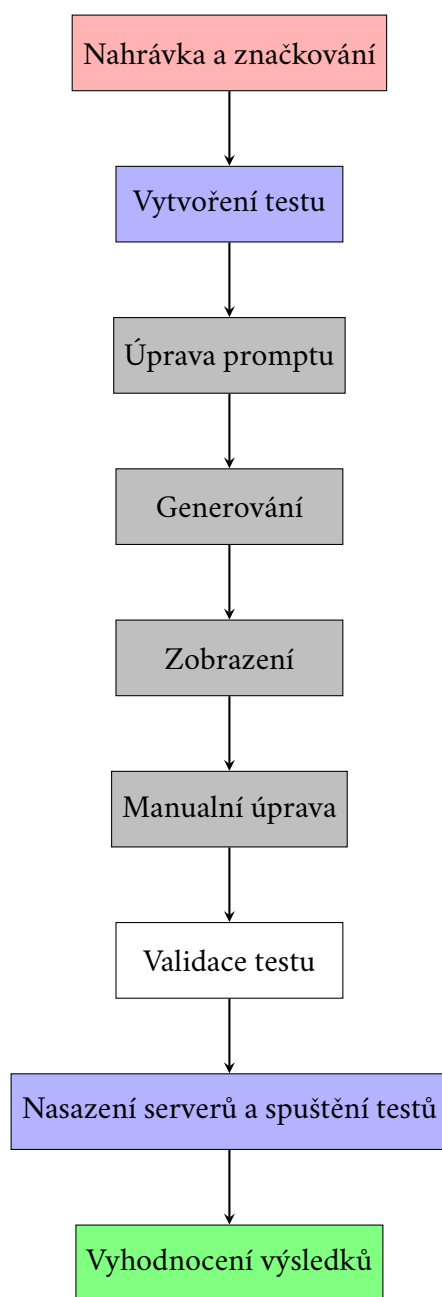 Nahrávka a značkování
Vytvoření testu
Úprava promptu
Generování
Zobrazení
Manualní úprava
Validace testu
Nasazení serverů a spuštění testů
Vyhodnocení výsledků